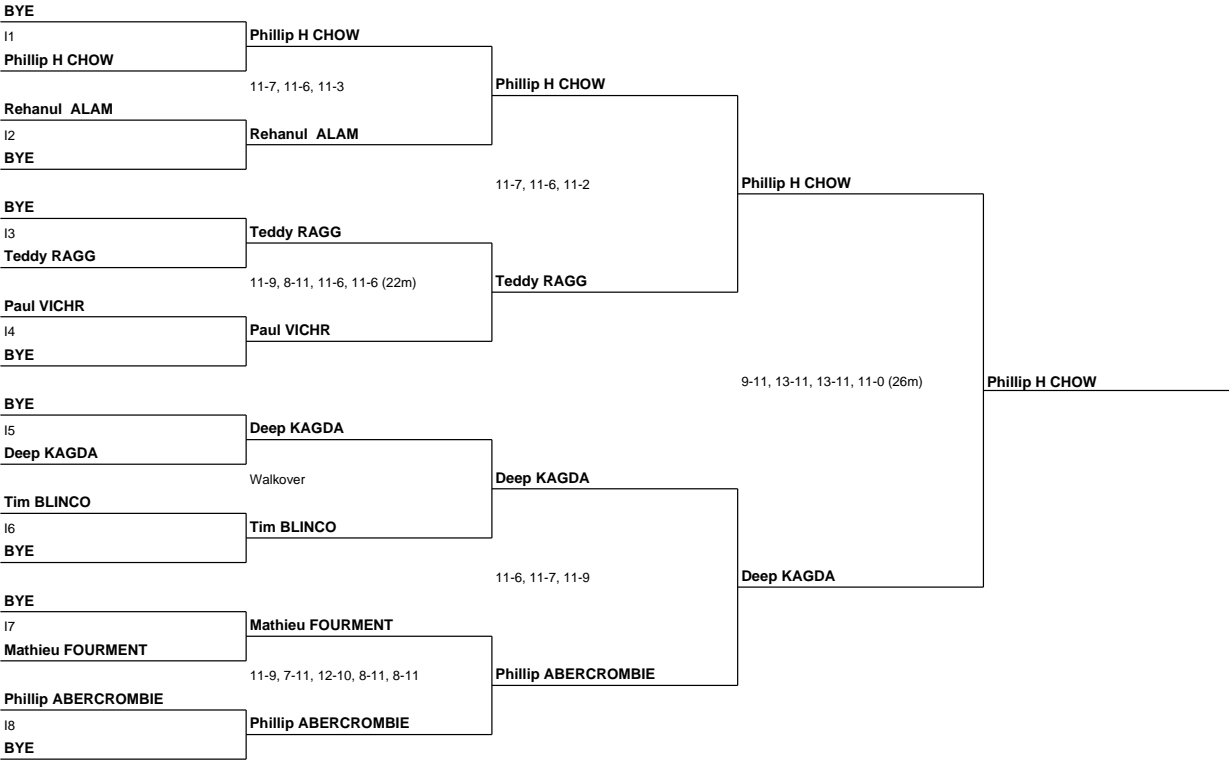 BYE
I1
Phillip H CHOW
Phillip H CHOW
11-7, 11-6, 11-3
Phillip H CHOW
Rehanul  ALAM
I2
Rehanul  ALAM
BYE
11-7, 11-6, 11-2
Phillip H CHOW
BYE
I3
Teddy RAGG
Teddy RAGG
11-9, 8-11, 11-6, 11-6 (22m)
Teddy RAGG
Paul VICHR
I4
Paul VICHR
BYE
9-11, 13-11, 13-11, 11-0 (26m)
Phillip H CHOW
BYE
I5
Deep KAGDA
Deep KAGDA
Walkover
Deep KAGDA
Tim BLINCO
I6
Tim BLINCO
BYE
11-6, 11-7, 11-9
Deep KAGDA
BYE
I7
Mathieu FOURMENT
Mathieu FOURMENT
11-9, 7-11, 12-10, 8-11, 8-11
Phillip ABERCROMBIE
Phillip ABERCROMBIE
I8
Phillip ABERCROMBIE
BYE